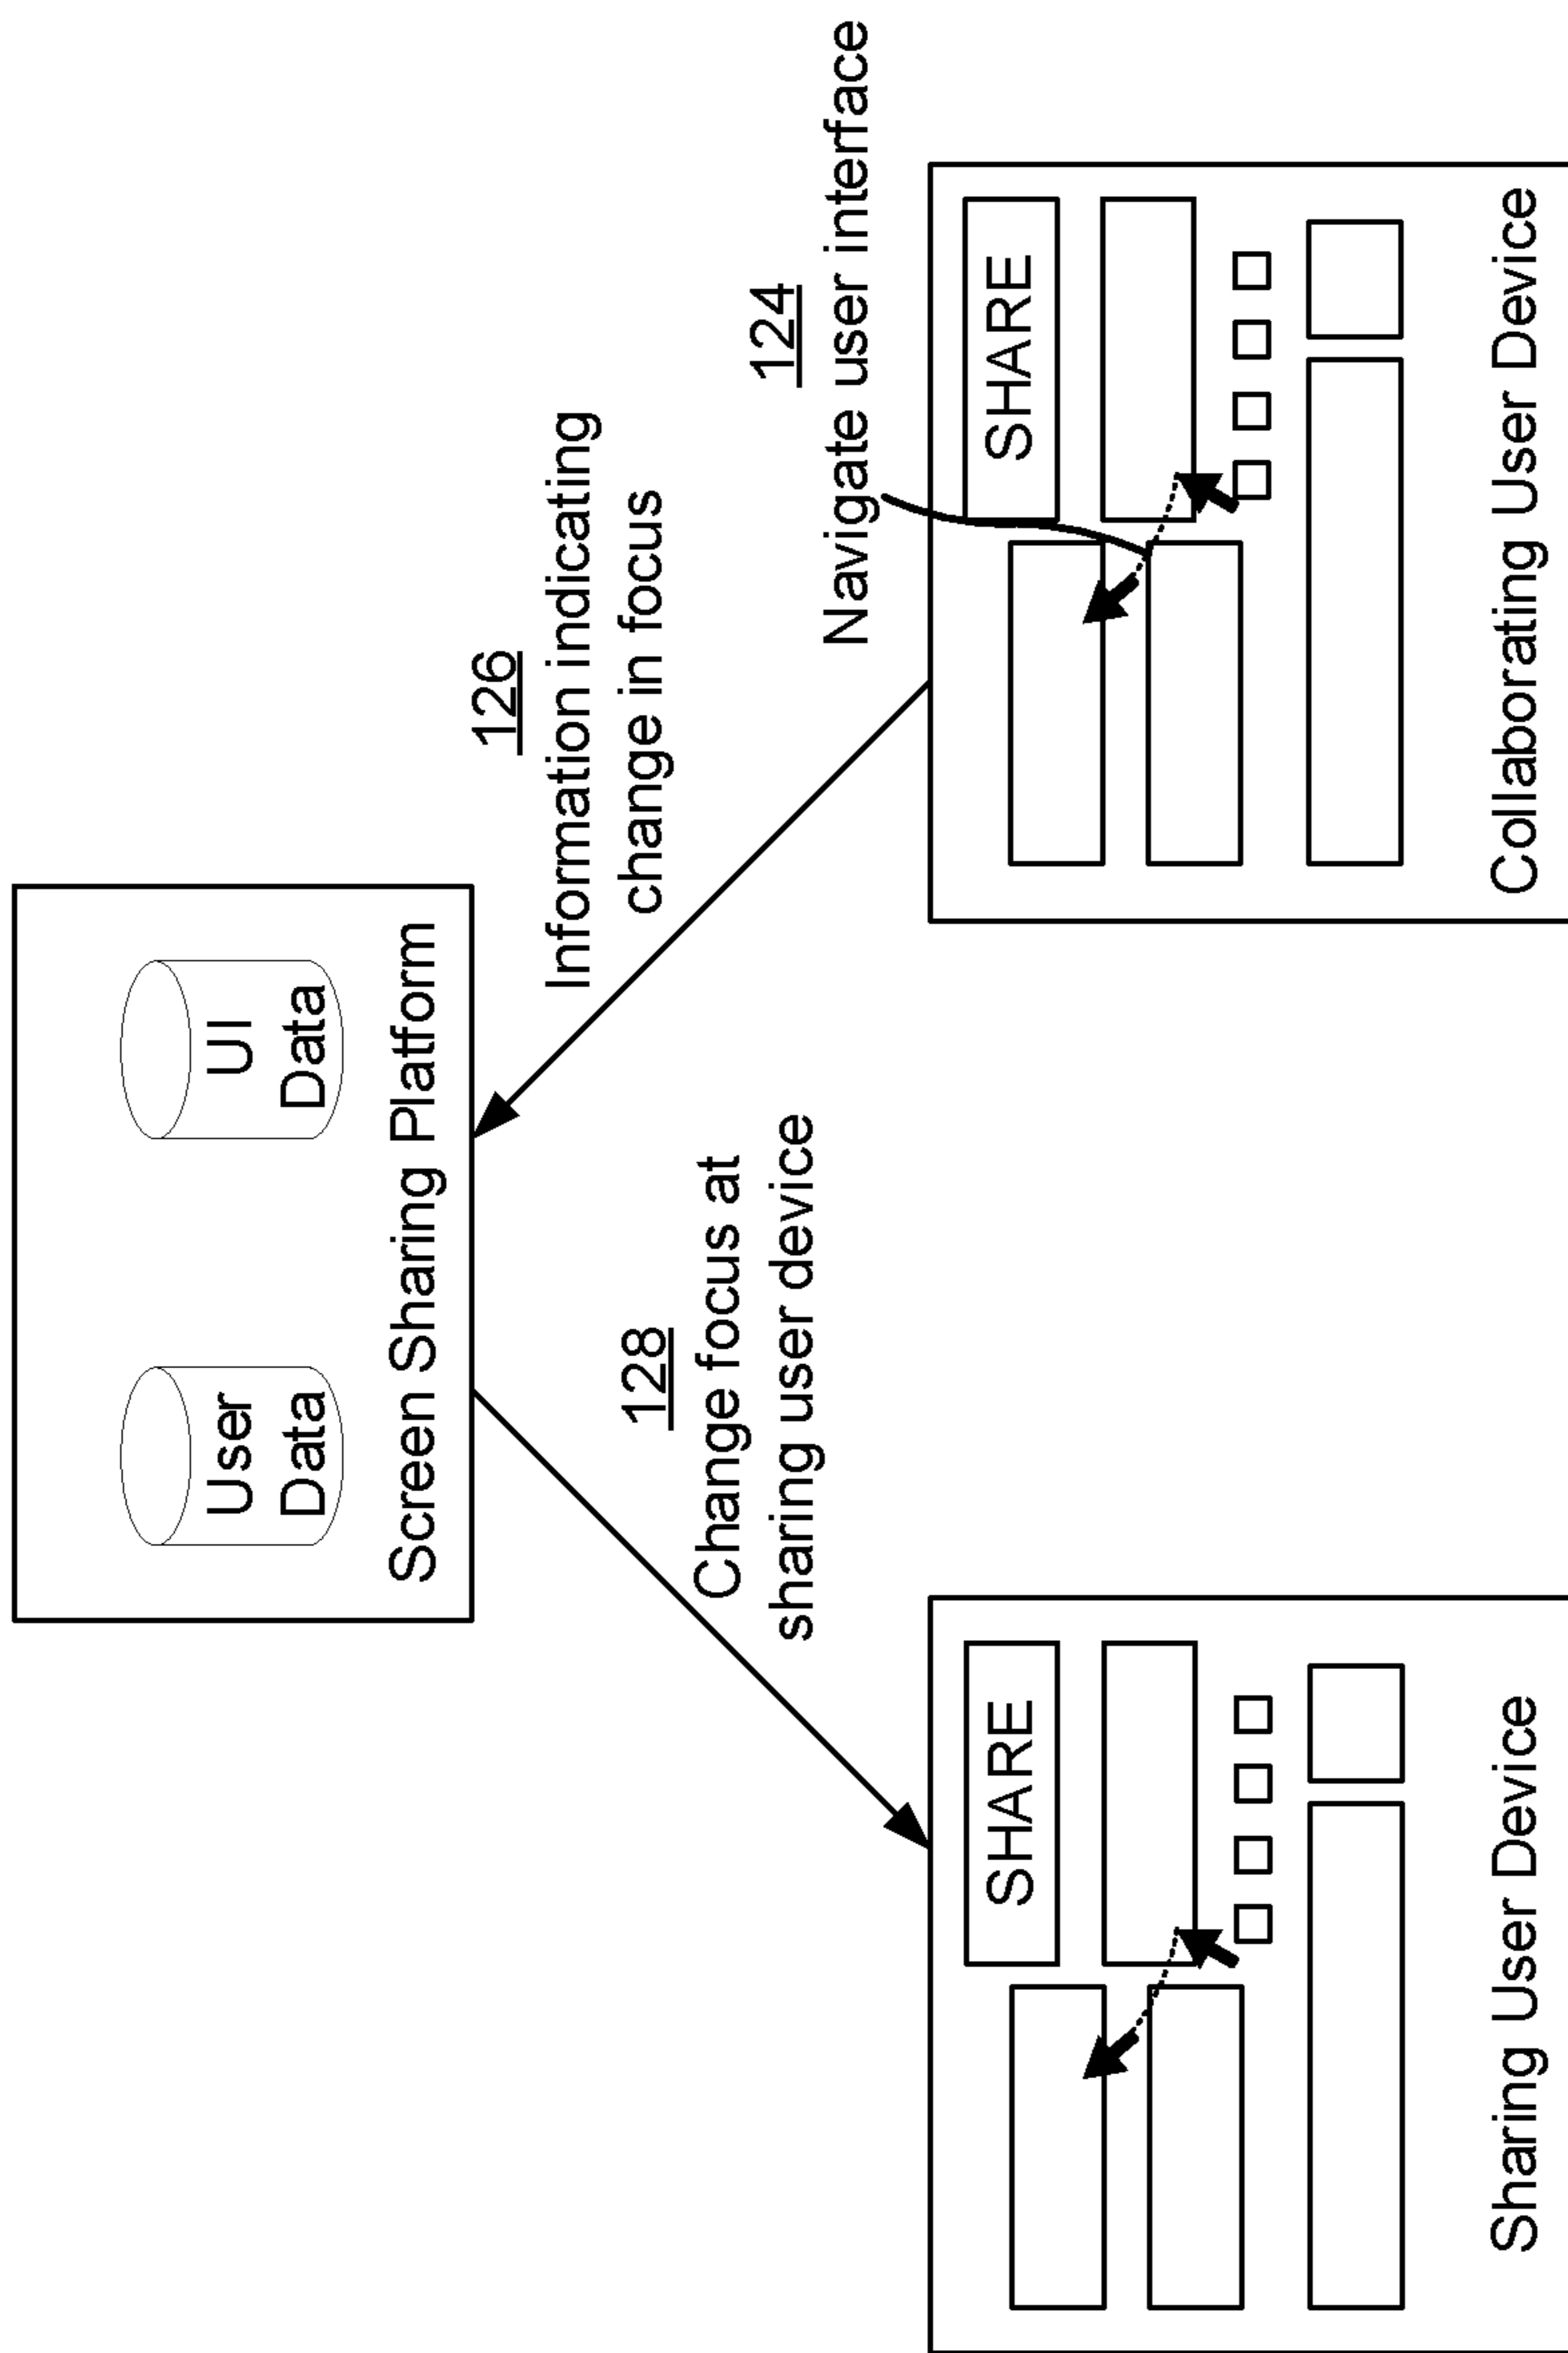 User
Data
UI
Data
Screen Sharing Platform
126
Information indicating
change in focus
128
Change focus at
sharing user device
124
Navigate user interface
SHARE
Sharing User Device
SHARE
Collaborating User Device